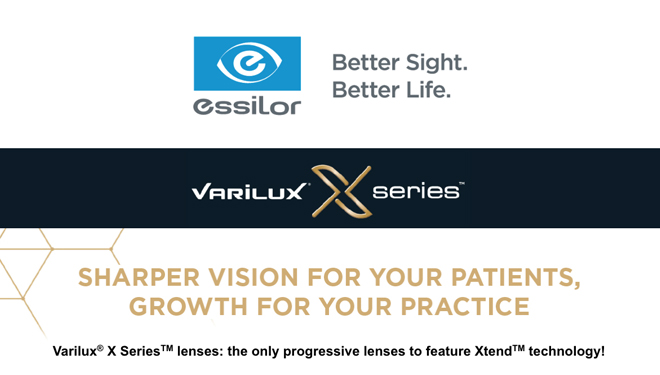 essilor
Better Sight.
Better Life.
VARILUX® X series™
SHARPER VISION FOR YOUR PATIENTS,
GROWTH FOR YOUR PRACTICE
Varilux® X Series™ lenses: the only progressive lenses to feature Xtend™ technology!